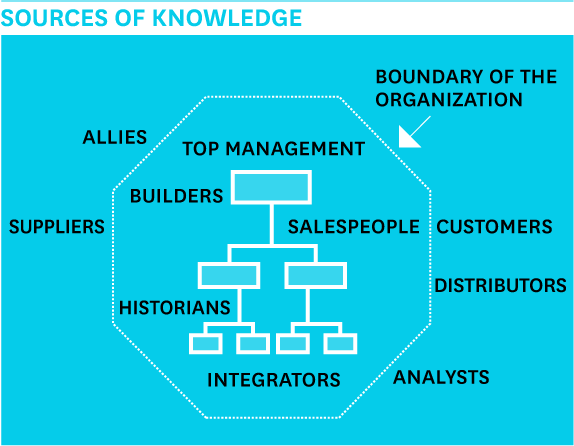 SOURCES OF KNOWLEDGE
BOUNDARY OF THE
ORGANIZATION
ALLIES
TOP MANAGEMENT
BUILDERS
SUPPLIERS
SALESPEOPLE
CUSTOMERS
DISTRIBUTORS
HISTORIANS
INTEGRATORS
ANALYSTS